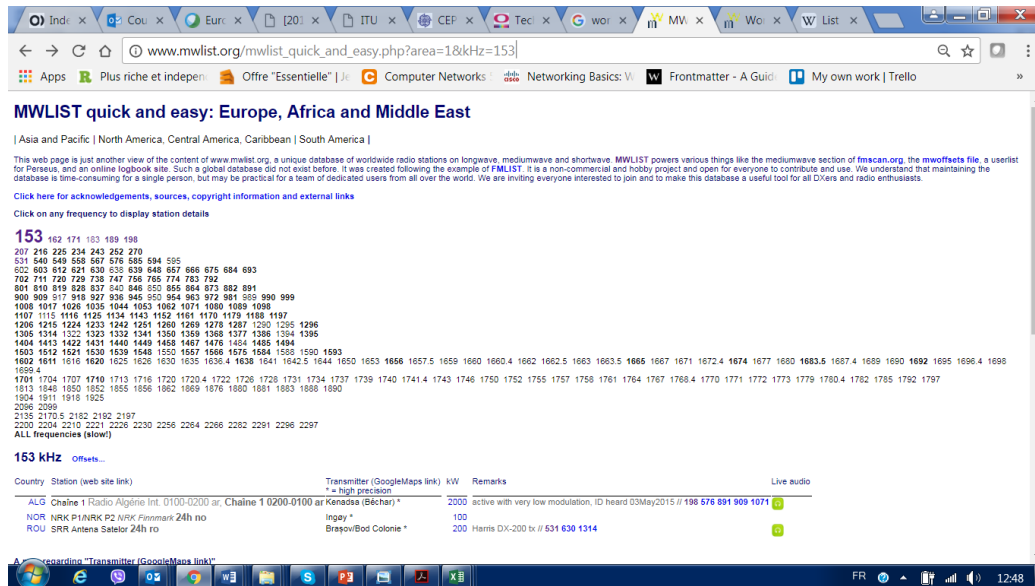 Inde × Cou × Euro × [201 × ITU × CEP × Tecl × wor × MW × Wor × List ×
www.mwlist.org/mwlist_quick_and_easy.php?area=1&kHz=153
Apps Plus riche et indepen Offre "Essentielle" | Je Computer Networks Networking Basics: W Frontmatter - A Guid My own work | Trello »
MWLIST quick and easy: Europe, Africa and Middle East
| Asia and Pacific | North America, Central America, Caribbean | South America |
This web page is just another view of the content of www.mwlist.org, a unique database of worldwide radio stations on longwave, mediumwave and shortwave. MWLIST powers various things like the mediumwave section of fmscan.org, the mwoffsets file, a userlist
for Perseus, and an online logbook site. Such a global database did not exist before. It was created following the example of FMLIST. It is a non-commercial and hobby project and open for everyone to contribute and use. We understand that maintaining the
database is time-consuming for a single person, but may be practical for a team of dedicated users from all over the world. We are inviting everyone interested to join and to make this database a useful tool for all DXers and radio enthusiasts.
Click here for acknowledgements, sources, copyright information and external links
Click on any frequency to display station details
153 162 171 183 189 198
207 216 225 234 243 252 270
531 540 549 558 567 576 585 594 595
602 603 612 621 630 638 639 648 657 666 675 684 693
702 711 720 729 738 747 756 765 774 783 792
801 810 819 828 837 840 846 850 855 864 873 882 891
900 909 917 918 927 936 945 950 954 963 972 981 989 990 999
1008 1017 1026 1035 1044 1053 1062 1071 1080 1089 1098
1107 1115 1116 1125 1134 1143 1152 1161 1170 1179 1188 1197
1206 1215 1224 1233 1242 1251 1260 1269 1278 1287 1290 1295 1296
1305 1314 1322 1323 1332 1341 1350 1359 1368 1377 1386 1394 1395
1404 1413 1422 1431 1440 1449 1458 1467 1476 1484 1485 1494
1503 1512 1521 1530 1539 1548 1550 1557 1566 1575 1584 1586 1590 1593
1602 1611 1616 1620 1625 1626 1630 1635 1636.4 1638 1641 1642.5 1644 1650 1653 1656 1657.5 1659 1660 1660.4 1662 1662.5 1663 1663.5 1665 1667 1671 1672.4 1674 1677 1680 1683.5 1687.4 1689 1690 1692 1695 1696.4 1698
1699.4
1701 1704 1707 1710 1713 1716 1720 1720.4 1722 1726 1728 1731 1734 1737 1739 1740 1741.4 1743 1746 1750 1752 1755 1757 1758 1761 1764 1767 1768.4 1770 1771 1772 1773 1779 1780.4 1782 1785 1792 1797
1813 1848 1850 1852 1855 1856 1862 1869 1876 1880 1881 1883 1888 1890
1904 1911 1918 1925
2096 2099
2135 2170.5 2182 2192 2197
2200 2204 2210 2221 2226 2230 2256 2264 2266 2282 2291 2296 2297
ALL frequencies (slow!)
153 kHz Offsets...
Country Station (web site link) Transmitter (GoogleMaps link) kW Remarks Live audio
* = high precision
ALG Chaîne 1 Radio Algérie Int. 0100-0200 ar, Chaîne 1 0200-0100 ar Kenadsa (Béchar) * 2000 active with very low modulation, ID heard 03May2015 // 198 576 891 909 1071
NOR NRK P1/NRK P2 NRK Finnmark 24h no Ingøy * 100
ROU SRR Antena Satelor 24h ro Brașov/Bod Colonie * 200 Harris DX-200 tx // 531 630 1314
regarding "Transmitter (GoogleMaps link)"
FR 12:48